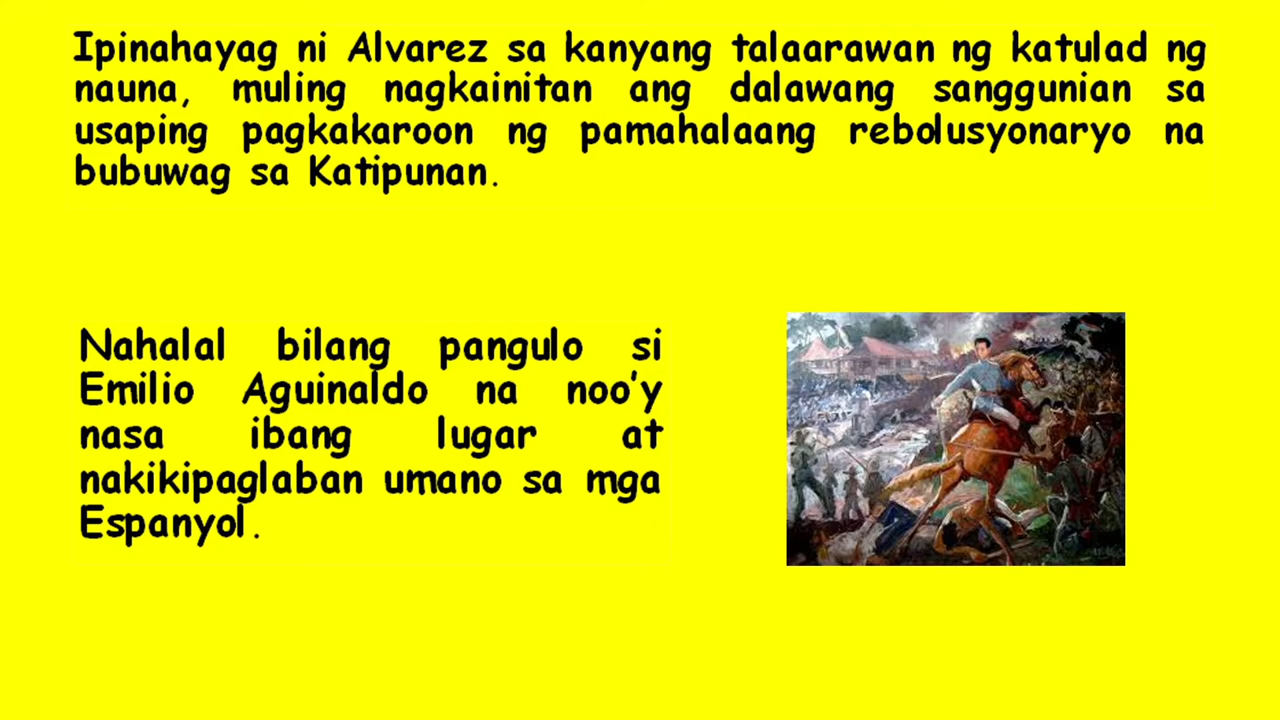 Ipinahayag ni Alvarez sa kanyang talaarawan ng katulad ng
nauna, muling nagkainitan ang dalawang sanggunian sa
usaping pagkakaroon ng pamahalaang rebolusyonaryo na
bubuwag sa Katipunan.
Nahalal bilang pangulo si
Emilio Aguinaldo na noo’y
nasa ibang lugar at
nakikipaglaban umano sa mga
Espanyol.